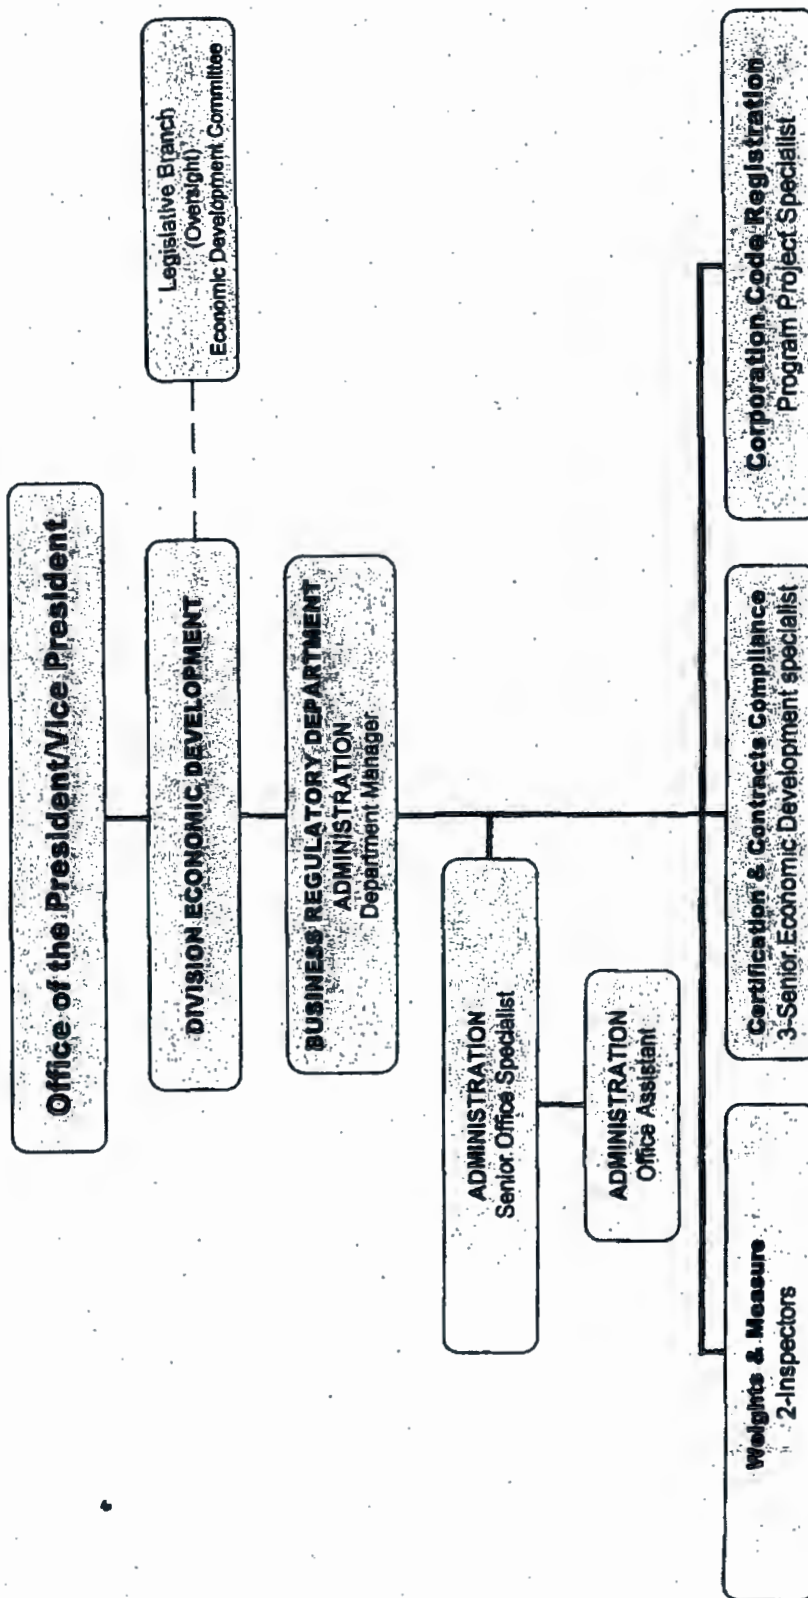 Office of the President/Vice President
DIVISION ECONOMIC DEVELOPMENT
Legislative Branch
(Oversight)
Economic Development Committee
BUSINESS REGULATORY DEPARTMENT
ADMINISTRATION
Department Manager
ADMINISTRATION
Senior Office Specialist
ADMINISTRATION
Office Assistant
Weights & Measure
2-Inspectors
Certification & Contracts Compliance
3-Senior Economic Development specialist
Corporation Code Registration
Program Project Specialist